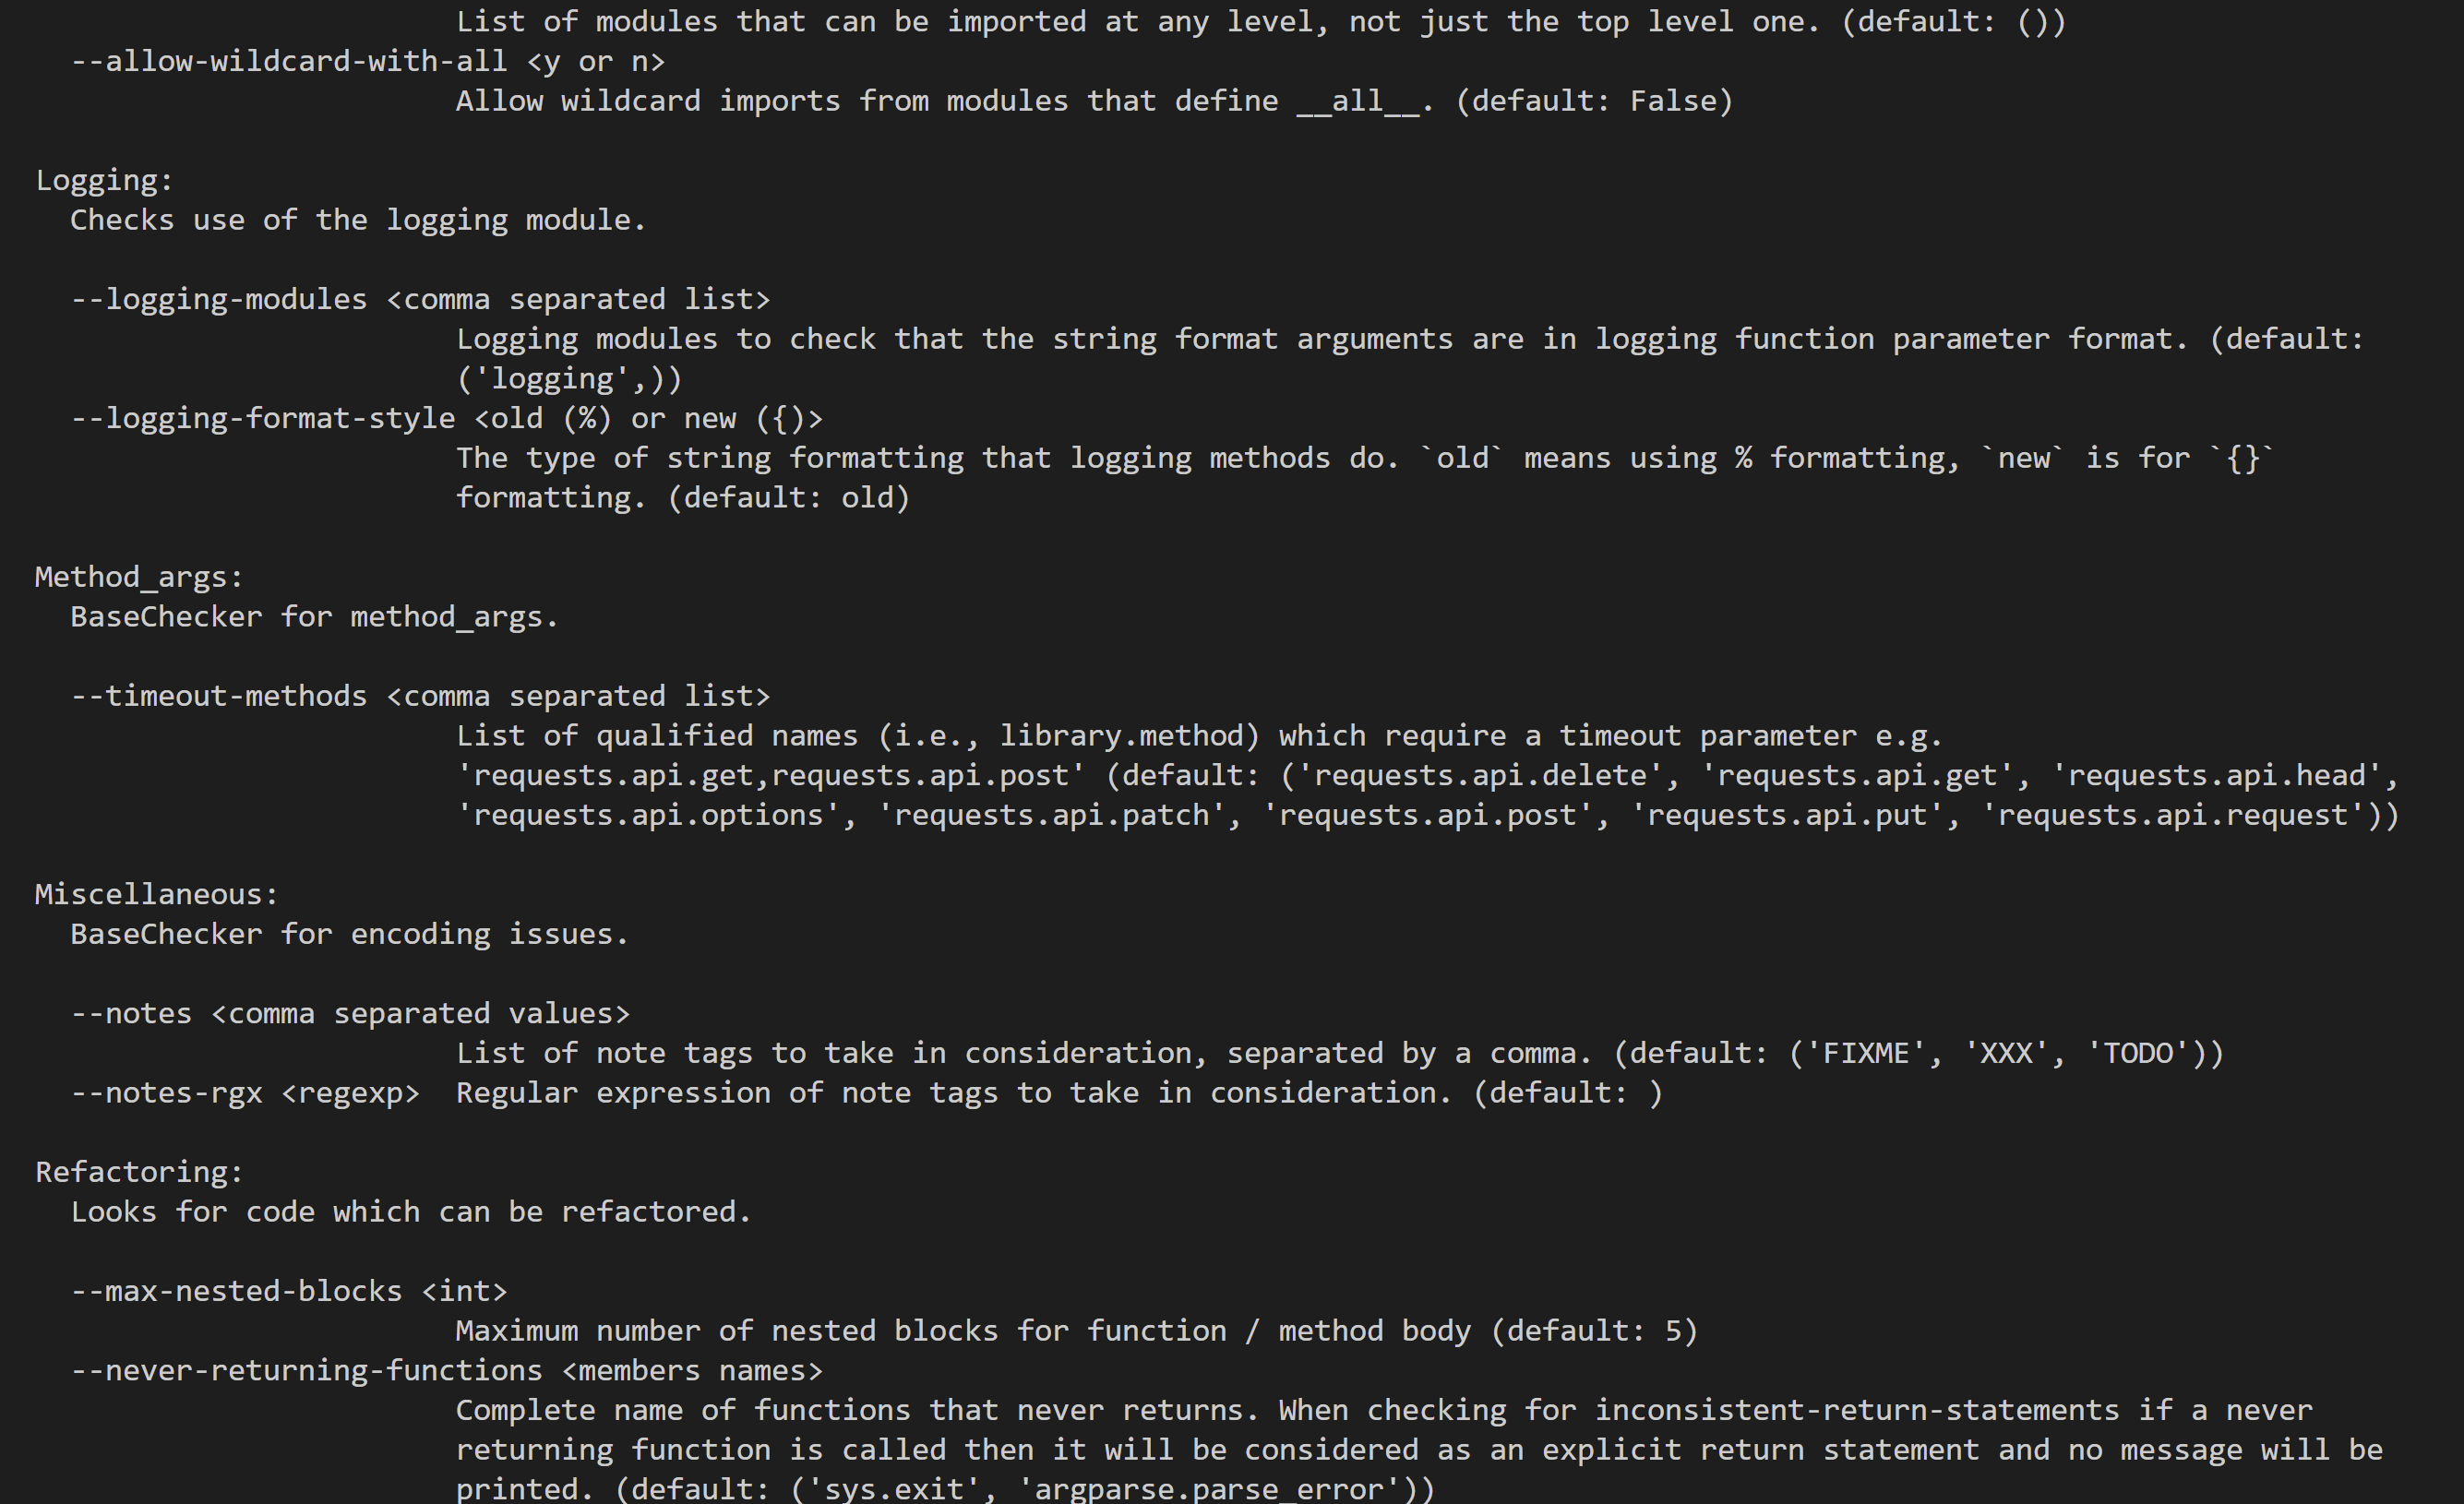 List of modules that can be imported at any level, not just the top level one. (default: ())
--allow-wildcard-with-all <y or n>
Allow wildcard imports from modules that define __all__. (default: False)
Logging:
Checks use of the logging module.
--logging-modules <comma separated list>
Logging modules to check that the string format arguments are in logging function parameter format. (default:
('logging',))
--logging-format-style <old (%) or new ({)>
The type of string formatting that logging methods do. `old` means using % formatting, `new` is for `{}`
formatting. (default: old)
Method_args:
BaseChecker for method_args.
--timeout-methods <comma separated list>
List of qualified names (i.e., library.method) which require a timeout parameter e.g.
'requests.api.get,requests.api.post' (default: ('requests.api.delete', 'requests.api.get', 'requests.api.head',
'requests.api.options', 'requests.api.patch', 'requests.api.post', 'requests.api.put', 'requests.api.request'))
Miscellaneous:
BaseChecker for encoding issues.
--notes <comma separated values>
List of note tags to take in consideration, separated by a comma. (default: ('FIXME', 'XXX', 'TODO'))
--notes-rgx <regexp>  Regular expression of note tags to take in consideration. (default: )
Refactoring:
Looks for code which can be refactored.
--max-nested-blocks <int>
Maximum number of nested blocks for function / method body (default: 5)
--never-returning-functions <members names>
Complete name of functions that never returns. When checking for inconsistent-return-statements if a never
returning function is called then it will be considered as an explicit return statement and no message will be
printed. (default: ('sys.exit', 'argparse.parse_error'))